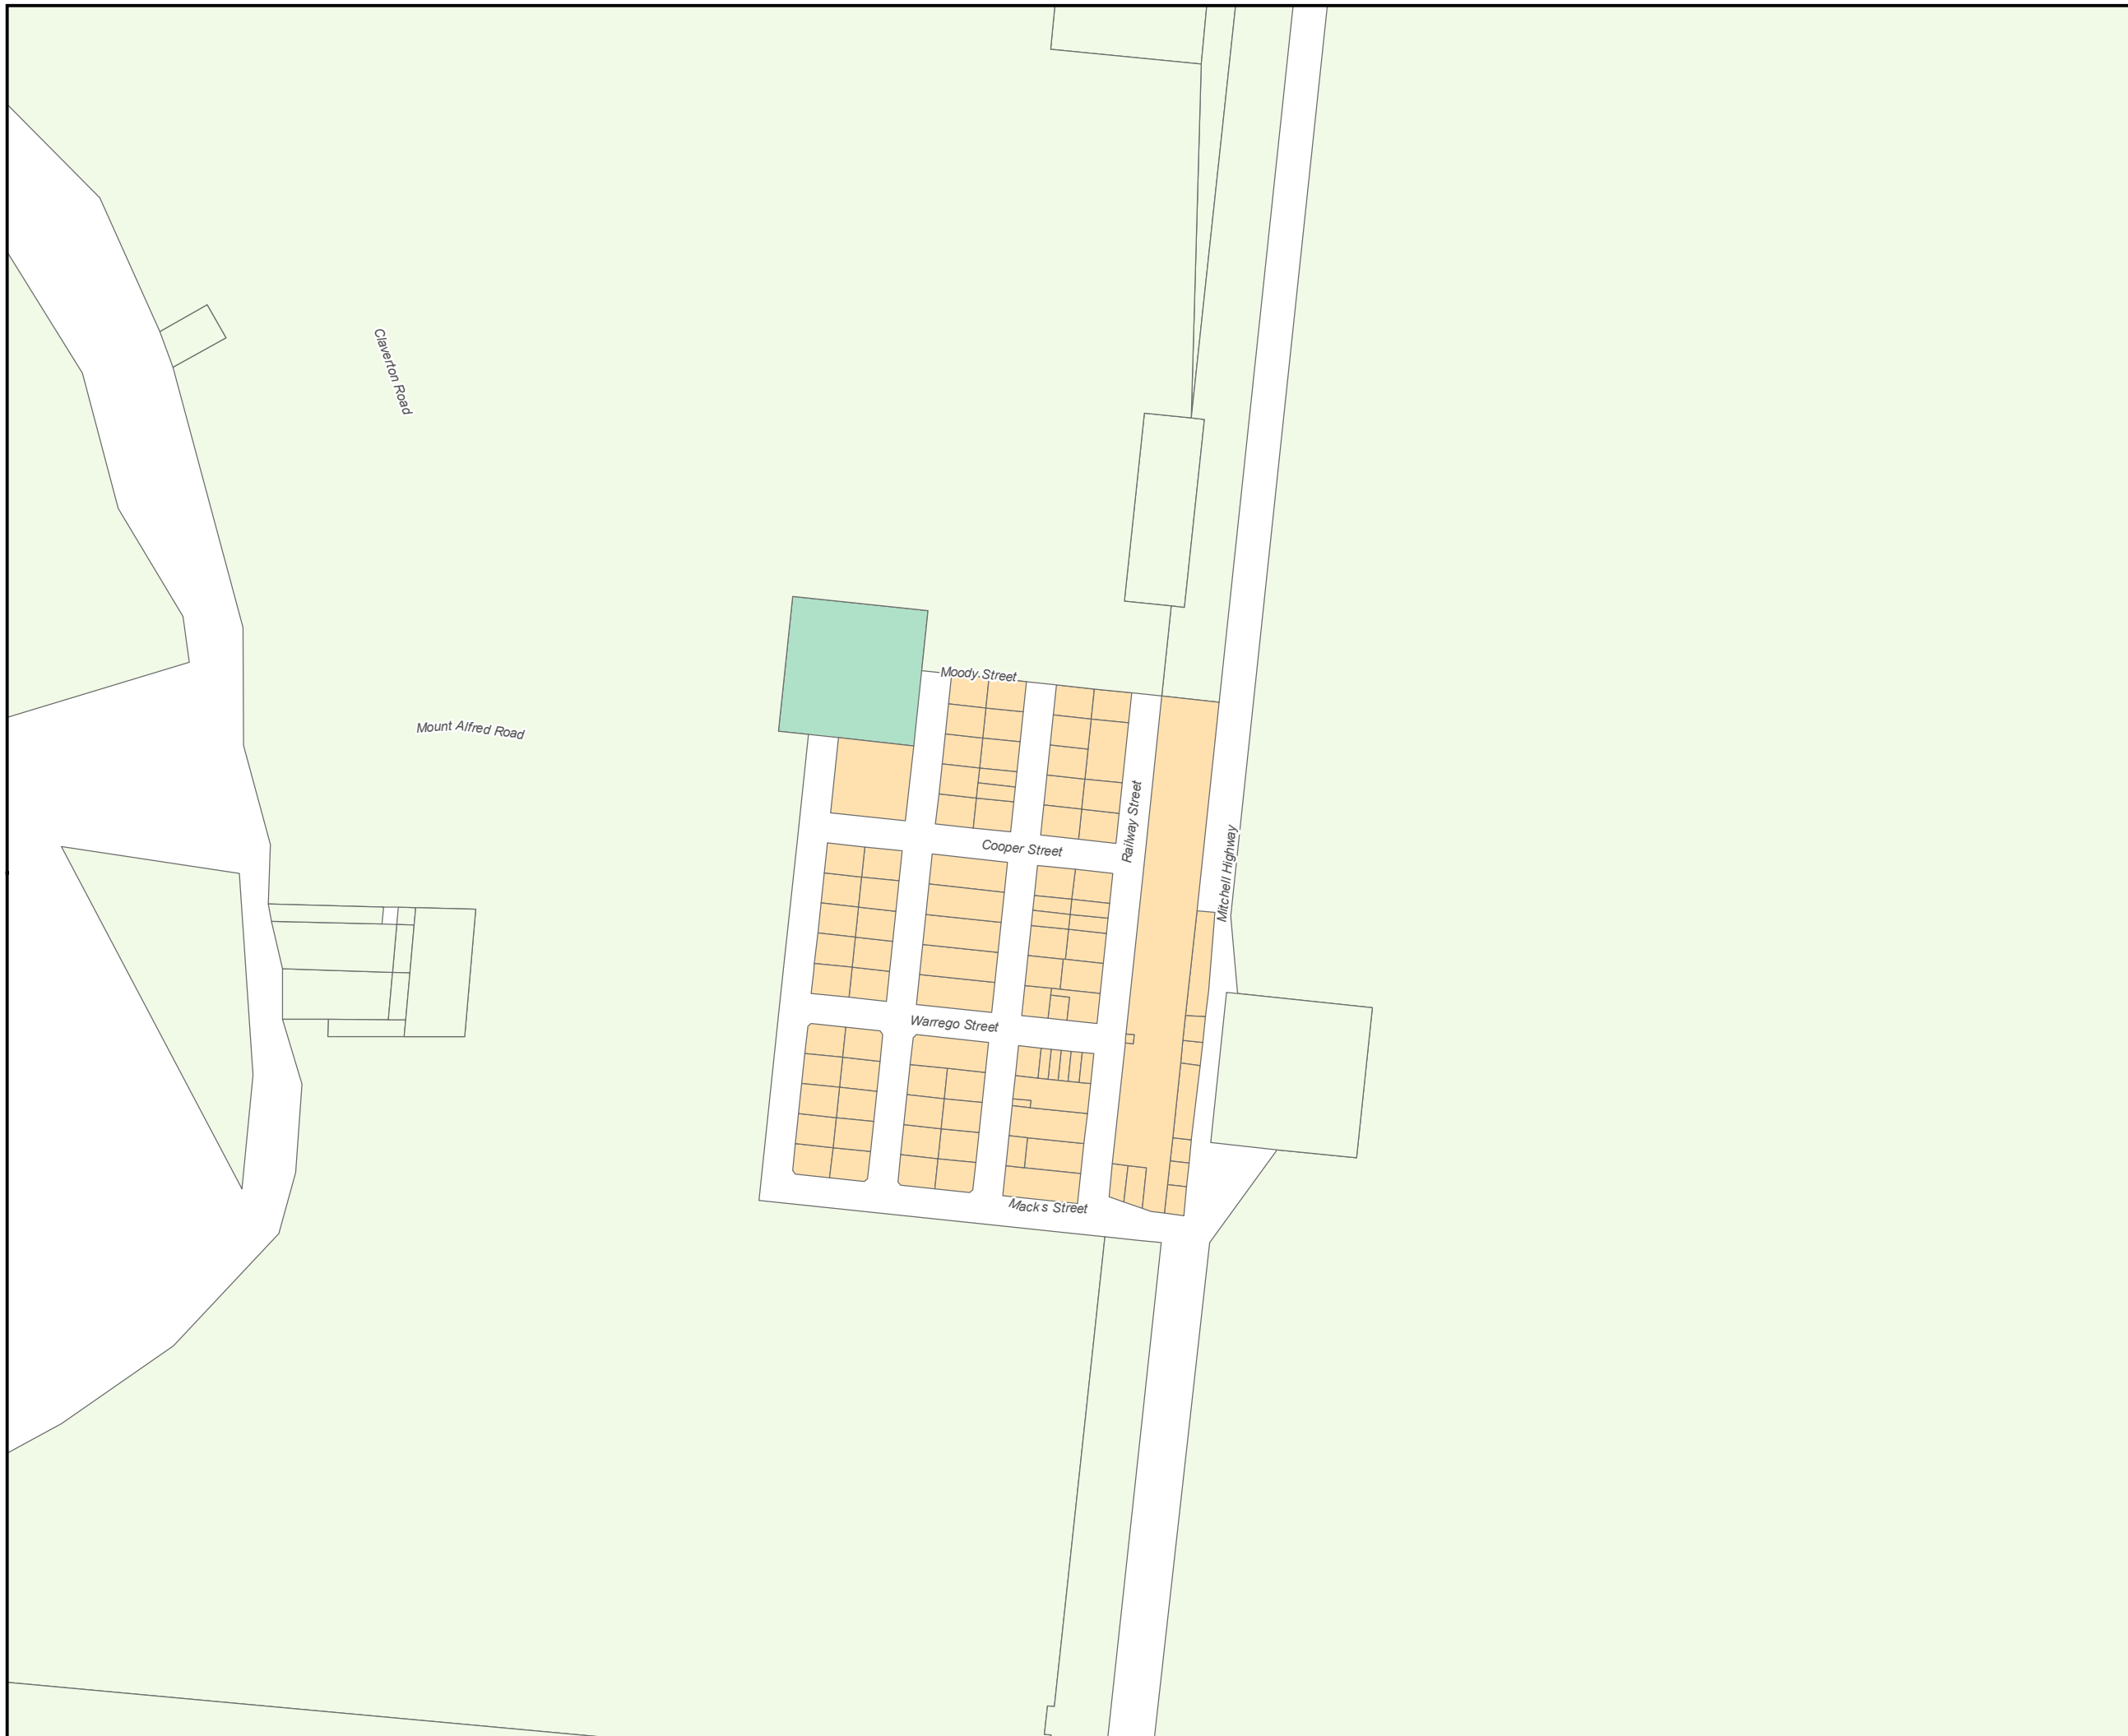 Claverton Road
Moody Street
Mount Alfred Road
Railway Street
Cooper Street
Mitchell Highway
Warrego Street
Macks Street